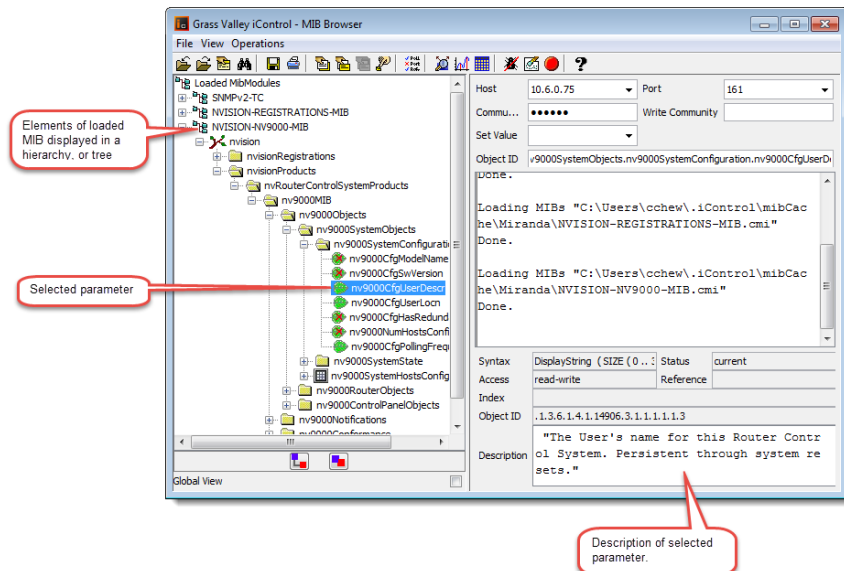 Grass Valley iControl - MIB Browser
File View Operations
Loaded MibModules
SNMPv2-TC
NVISION-REGISTRATIONS-MIB
NVISION-NV9000-MIB
nvision
nvisionRegistrations
nvisionProducts
nvRouterControlSystemProducts
nv9000MIB
nv9000Objects
nv9000SystemObjects
nv9000SystemConfiguratio
nv9000CfgModelName
nv9000CfgSwVersion
nv9000CfgUserDescr
nv9000CfgUserLocn
nv9000CfgHasRedund
nv9000NumHostsConfi
nv9000CfgPollingFreq
nv9000SystemState
nv9000SystemHostsConfig
nv9000RouterObjects
nv9000ControlPanelObjects
nv9000Notifications
nv9000Conformance
Global View
Elements of loaded
MIB displayed in a
hierarchy, or tree
Selected parameter
Host 10.6.0.75 Port 161
Commu... Write Community
Set Value
Object ID v9000SystemObjects.nv9000SystemConfiguration.nv9000CfgUserD
Done.
Loading MIBs "C:\Users\cchew\.iControl\mibCac
he\Miranda\NVISION-REGISTRATIONS-MIB.cmi"
Done.
Loading MIBs "C:\Users\cchew\.iControl\mibCac
he\Miranda\NVISION-NV9000-MIB.cmi"
Done.
Syntax DisplayString (SIZE (0 .. Status current
Access read-write Reference
Index
Object ID .1.3.6.1.4.1.14906.3.1.1.1.1.1.3
Description "The User's name for this Router Contr
ol System. Persistent through system re
sets."
Description of selected
parameter.